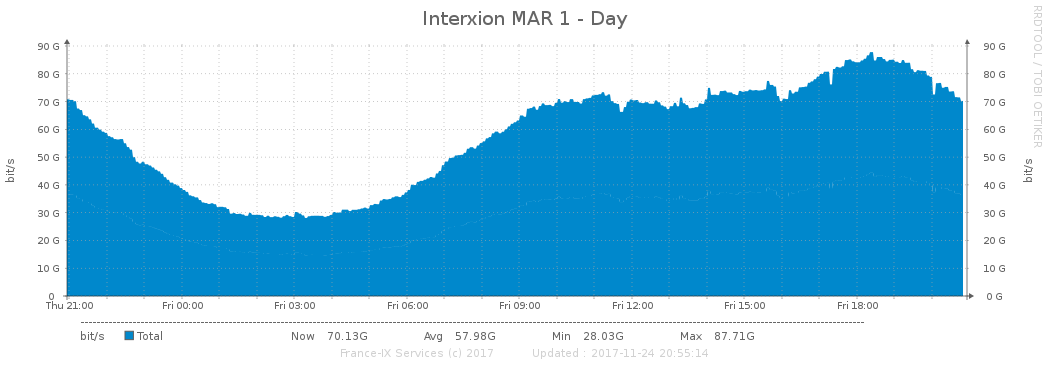 Interxion MAR 1 - Day
RRDTOOL / TOBI OETIKER
90 G 90 G
80 G 80 G
70 G 70 G
60 G 60 G
50 G 50 G
40 G 40 G
30 G 30 G
20 G 20 G
10 G 10 G
0 0 G
bit/s bit/s
Thu 21:00 Fri 00:00 Fri 03:00 Fri 06:00 Fri 09:00 Fri 12:00 Fri 15:00 Fri 18:00
bit/s Total Now 70.13G Avg 57.98G Min 28.03G Max 87.71G
France-IX Services (c) 2017 Updated : 2017-11-24 20:55:14